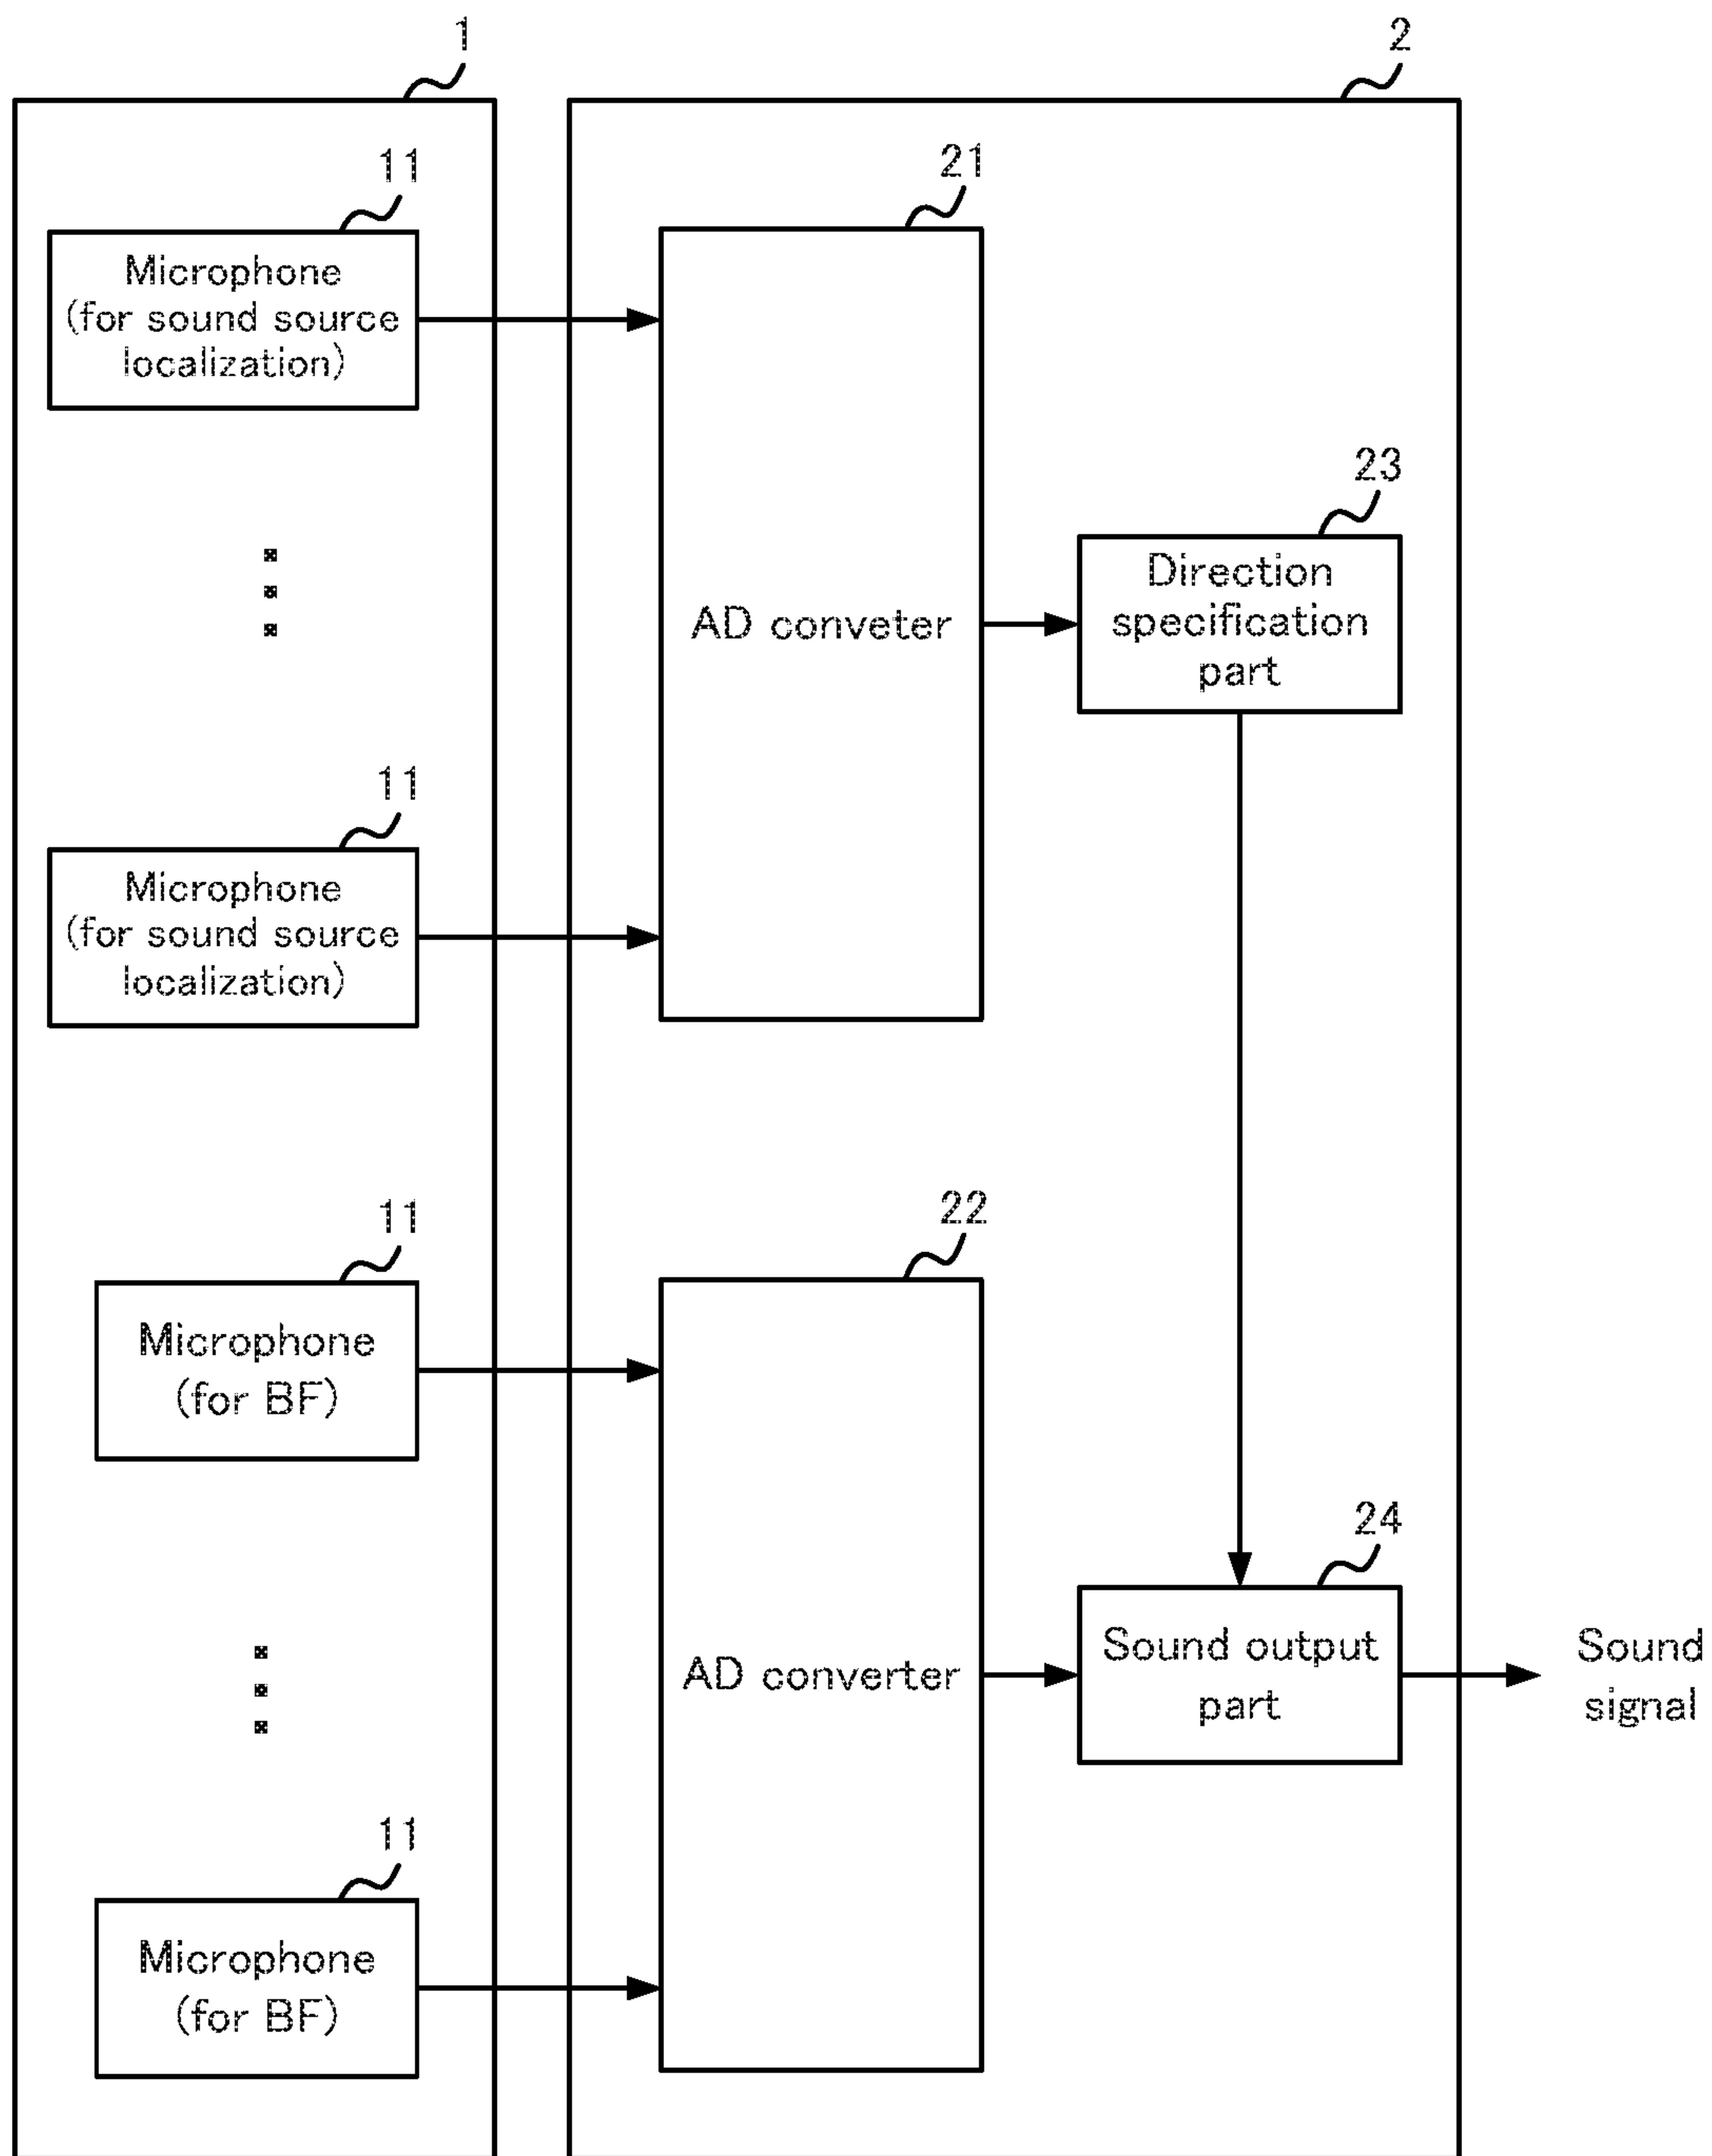 1
2
11
21
Microphone
(for sound source
localization)
23
Direction
specification
part
AD conveter
11
Microphone
(for sound source
localization)
11
22
Microphone
(for BF)
24
Sound output
part
AD converter
Sound
signal
11
Microphone
(for BF)